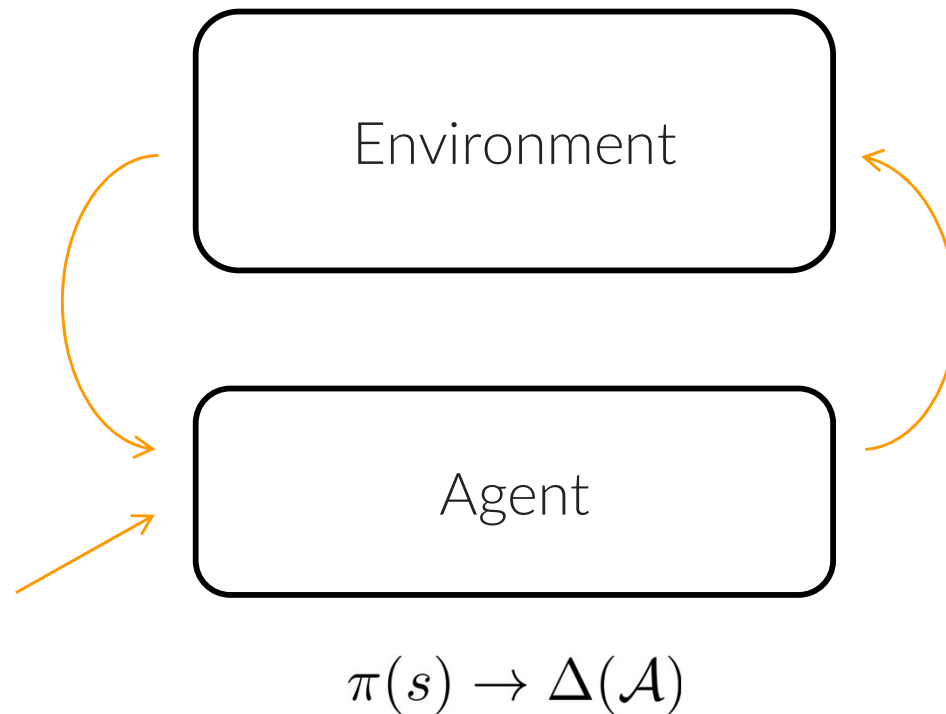 Environment
Agent
π(s) → Δ(𝒜)